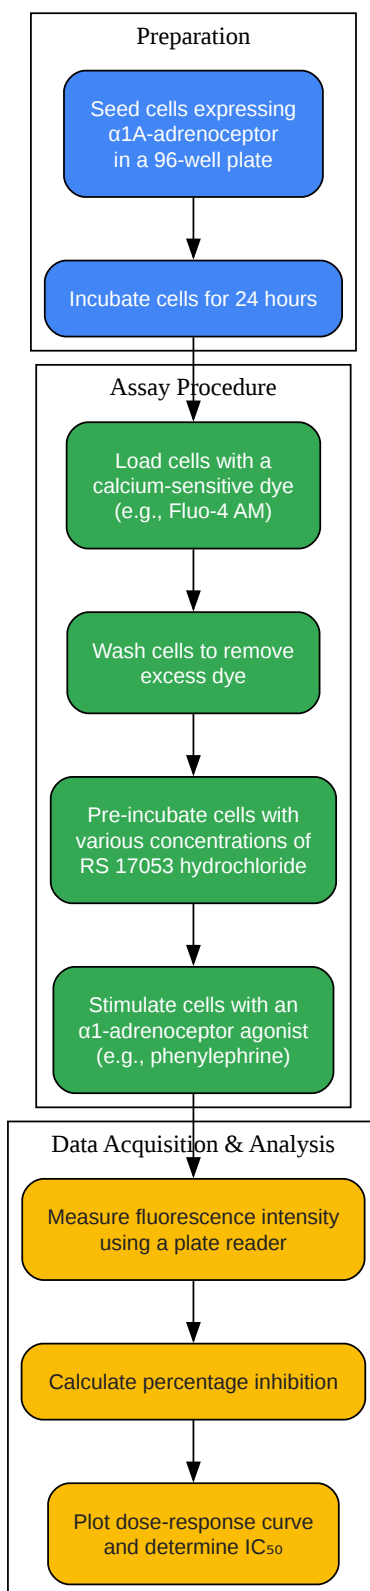 Preparation
Seed cells expressing
α1A-adrenoceptor
in a 96-well plate
Incubate cells for 24 hours
Assay Procedure
Load cells with a
calcium-sensitive dye
(e.g., Fluo-4 AM)
Wash cells to remove
excess dye
Pre-incubate cells with
various concentrations of
RS 17053 hydrochloride
Stimulate cells with an
α1-adrenoceptor agonist
(e.g., phenylephrine)
Data Acquisition & Analysis
Measure fluorescence intensity
using a plate reader
Calculate percentage inhibition
Plot dose-response curve
and determine IC₅₀